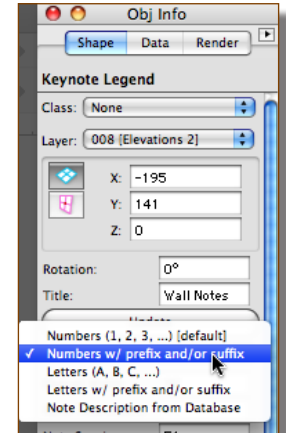 Obj Info
Shape Data Render
Keynote Legend
Class: None
Layer: 008 [Elevations 2]
X: -195
Y: 141
Z: 0
Rotation: 0°
Title: Wall Notes
Update
Numbers (1, 2, 3, ...) [default]
✓ Numbers w/ prefix and/or suffix
Letters (A, B, C, ...)
Letters w/ prefix and/or suffix
Note Description from Database